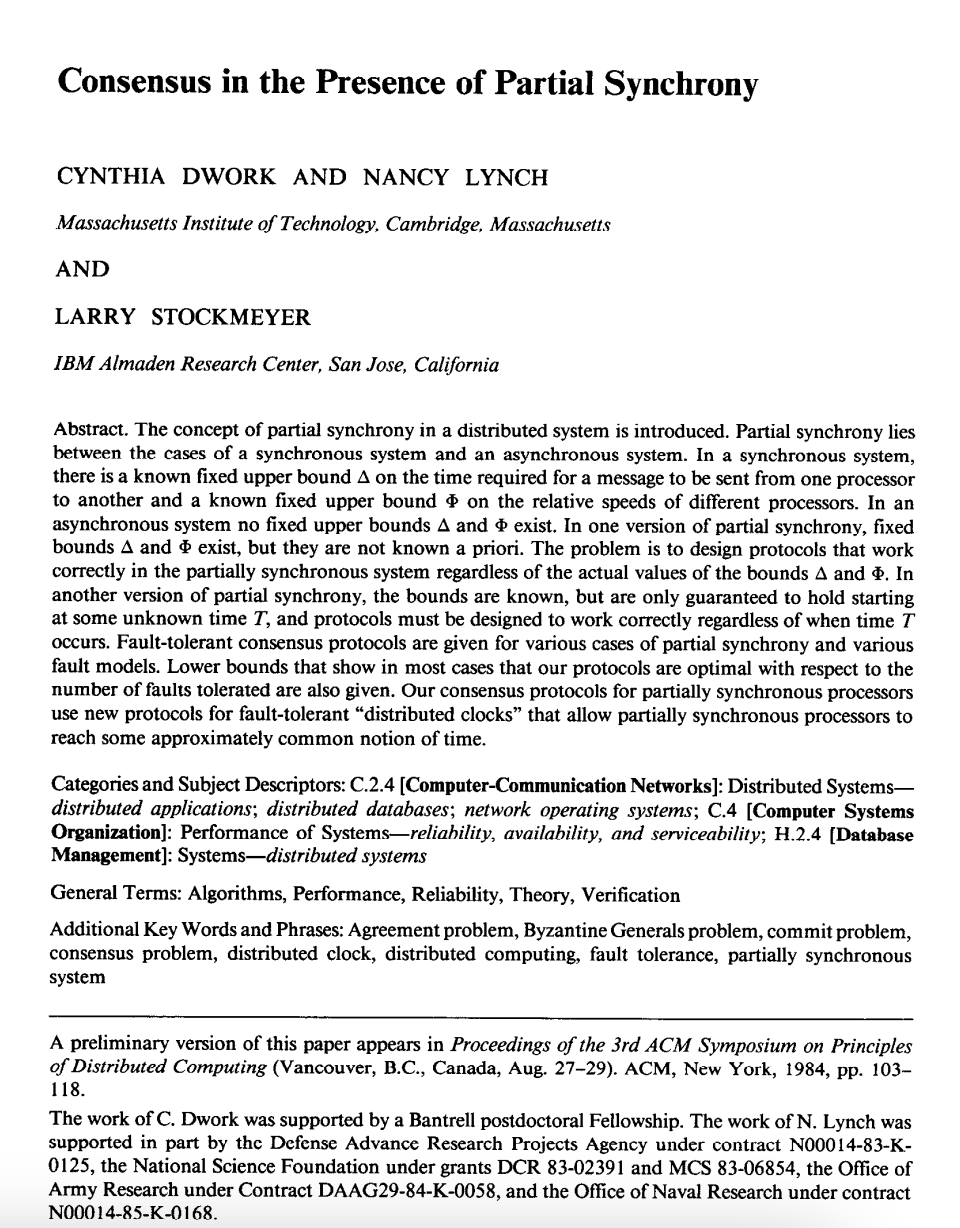 Consensus in the Presence of Partial Synchrony
CYNTHIA DWORK AND NANCY LYNCH
Massachusetts Institute of Technology, Cambridge, Massachusetts
AND
LARRY STOCKMEYER
IBM Almaden Research Center, San Jose, California
Abstract. The concept of partial synchrony in a distributed system is introduced. Partial synchrony lies
between the cases of a synchronous system and an asynchronous system. In a synchronous system,
there is a known fixed upper bound Δ on the time required for a message to be sent from one processor
to another and a known fixed upper bound Φ on the relative speeds of different processors. In an
asynchronous system no fixed upper bounds Δ and Φ exist. In one version of partial synchrony, fixed
bounds Δ and Φ exist, but they are not known a priori. The problem is to design protocols that work
correctly in the partially synchronous system regardless of the actual values of the bounds Δ and Φ. In
another version of partial synchrony, the bounds are known, but are only guaranteed to hold starting
at some unknown time T, and protocols must be designed to work correctly regardless of when time T
occurs. Fault-tolerant consensus protocols are given for various cases of partial synchrony and various
fault models. Lower bounds that show in most cases that our protocols are optimal with respect to the
number of faults tolerated are also given. Our consensus protocols for partially synchronous processors
use new protocols for fault-tolerant “distributed clocks” that allow partially synchronous processors to
reach some approximately common notion of time.
Categories and Subject Descriptors: C.2.4 [Computer-Communication Networks]: Distributed Systems—
distributed applications; distributed databases; network operating systems; C.4 [Computer Systems
Organization]: Performance of Systems—reliability, availability, and serviceability; H.2.4 [Database
Management]: Systems—distributed systems
General Terms: Algorithms, Performance, Reliability, Theory, Verification
Additional Key Words and Phrases: Agreement problem, Byzantine Generals problem, commit problem,
consensus problem, distributed clock, distributed computing, fault tolerance, partially synchronous
system
A preliminary version of this paper appears in Proceedings of the 3rd ACM Symposium on Principles
of Distributed Computing (Vancouver, B.C., Canada, Aug. 27–29). ACM, New York, 1984, pp. 103–
118.
The work of C. Dwork was supported by a Bantrell postdoctoral Fellowship. The work of N. Lynch was
supported in part by the Defense Advance Research Projects Agency under contract N00014-83-K-
0125, the National Science Foundation under grants DCR 83-02391 and MCS 83-06854, the Office of
Army Research under Contract DAAG29-84-K-0058, and the Office of Naval Research under contract
N00014-85-K-0168.